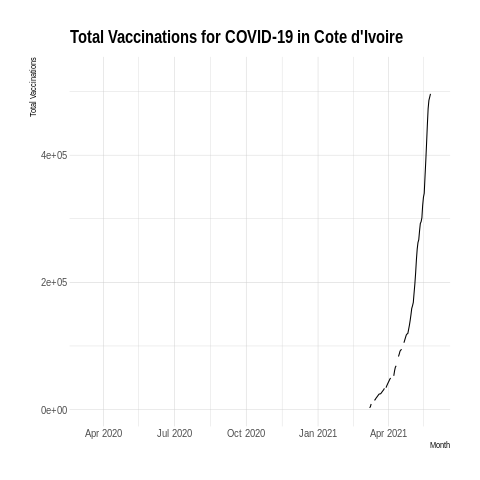 Total Vaccinations for COVID-19 in Cote d'Ivoire
Total Vaccinations
4e+05
2e+05
0e+00
Apr 2020 Jul 2020 Oct 2020 Jan 2021 Apr 2021
Month